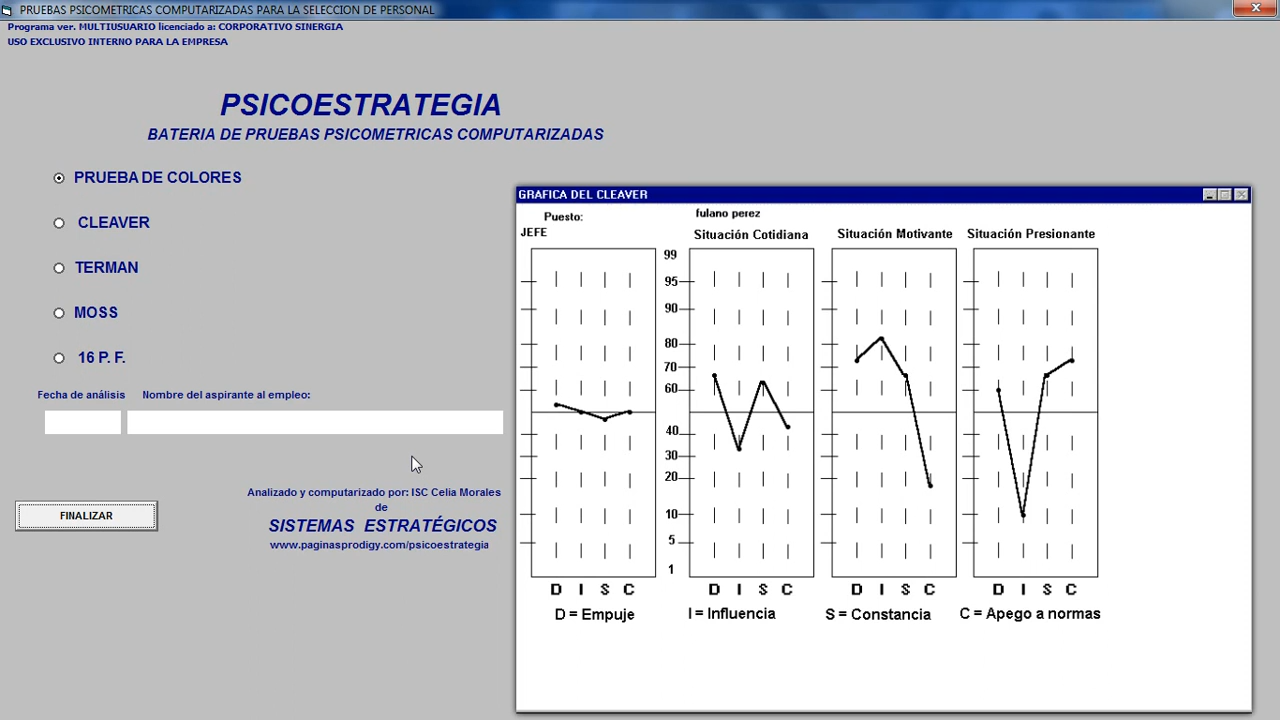 PRUEBAS PSICOMETRICAS COMPUTARIZADAS PARA LA SELECCION DE PERSONAL
Programa ver. MULTIUSUARIO licenciado a: CORPORATIVO SINERGIA
USO EXCLUSIVO INTERNO PARA LA EMPRESA
PSICOESTRATEGIA
BATERIA DE PRUEBAS PSICOMETRICAS COMPUTARIZADAS
PRUEBA DE COLORES
CLEAVER
TERMAN
MOSS
16 P. F.
Fecha de análisis Nombre del aspirante al empleo:
FINALIZAR
Analizado y computarizado por: ISC Celia Morales
de
SISTEMAS ESTRATÉGICOS
www.paginasprodigy.com/psicoestrategia
GRAFICA DEL CLEAVER
Puesto: fulano perez
JEFE Situación Cotidiana Situación Motivante Situación Presionante
99
95
90
80
70
60
40
30
20
10
5
1
D I S C D I S C D I S C D I S C
D = Empuje I = Influencia S = Constancia C = Apego a normas